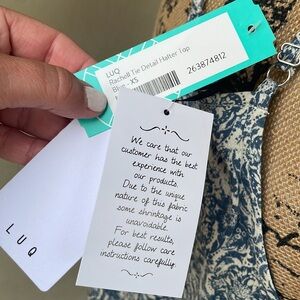 LUQ
Rachell Tie Detail Halter Top
Blue, XS
263874812
We care that our
customer has the best
experience with
our products.
Due to the unique
nature of this fabric
some shrinkage is
unavoidable.
For best results,
please follow care
instructions carefully.
LUQ